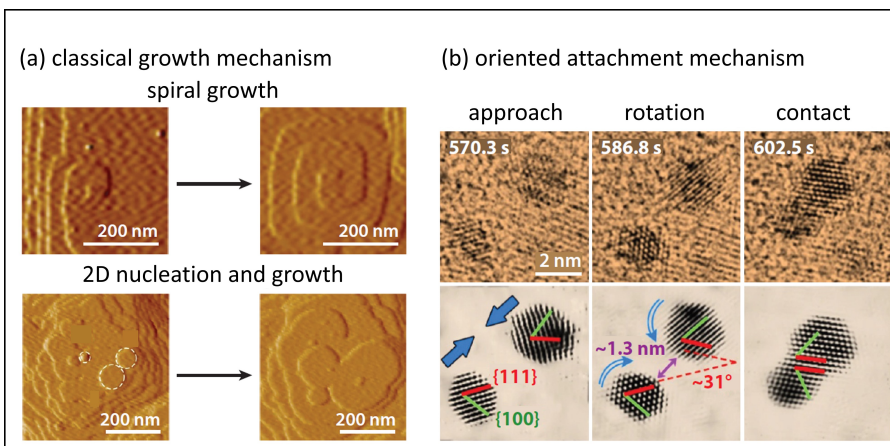 (a) classical growth mechanism
spiral growth
200 nm
200 nm
2D nucleation and growth
200 nm
200 nm
(b) oriented attachment mechanism
approach
rotation
contact
570.3 s
586.8 s
602.5 s
2 nm
{111}
{100}
~1.3 nm
~31°